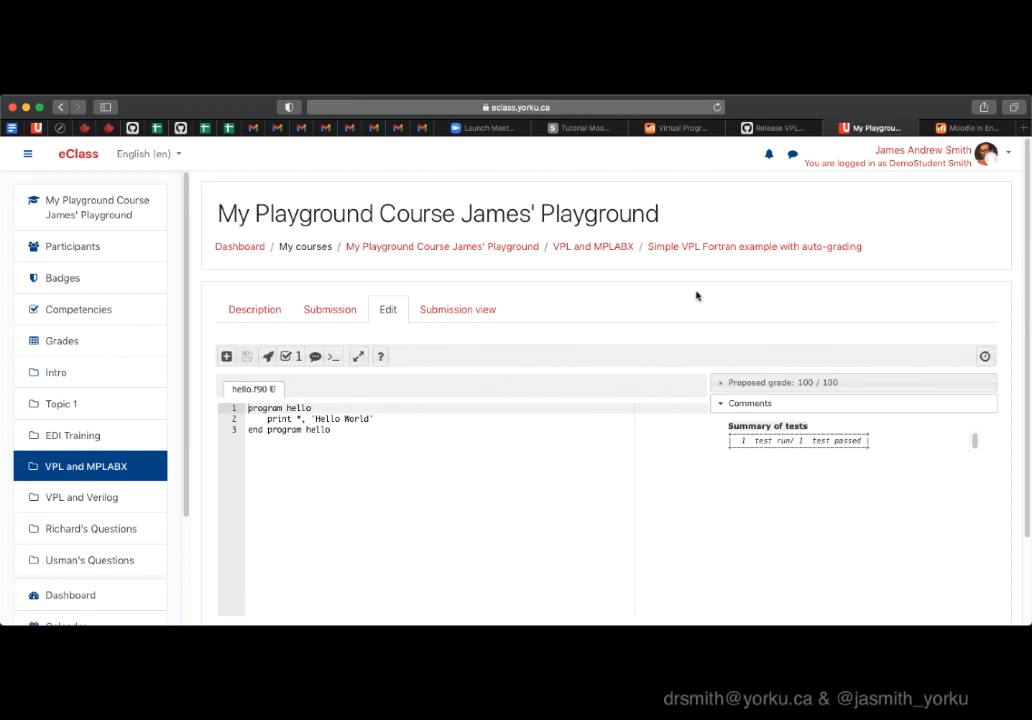 eclass.yorku.ca
Launch Meet...
Tutorial Moo...
Virtual Progr...
Release VPL...
My Playgrou...
Moodle in En...
eClass
English (en)
James Andrew Smith
You are logged in as DemoStudent Smith
My Playground Course James' Playground
Participants
Badges
Competencies
Grades
Intro
Topic 1
EDI Training
VPL and MPLABX
VPL and Verilog
Richard's Questions
Usman's Questions
Dashboard
My Playground Course James' Playground
Dashboard / My courses / My Playground Course James' Playground / VPL and MPLABX / Simple VPL Fortran example with auto-grading
Description
Submission
Edit
Submission view
1
hello.f90
1 program hello
2 print *, 'Hello World'
3 end program hello
Proposed grade: 100 / 100
Comments
Summary of tests
| 1 test run/ 1 test passed |
drsmith@yorku.ca & @jasmith_yorku